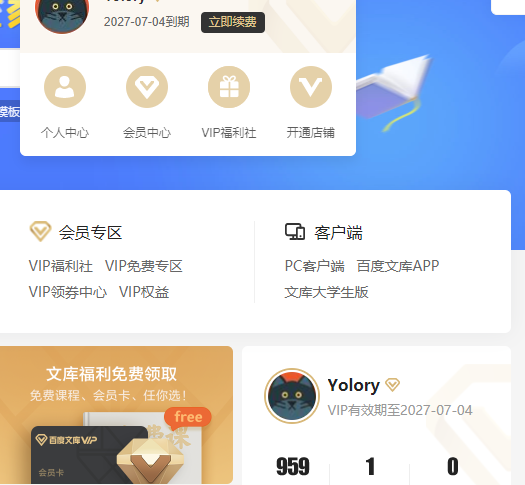 2027-07-04到期 立即续费
模板
个人中心 会员中心 VIP福利社 开通店铺
会员专区 客户端
VIP福利社 VIP免费专区 PC客户端 百度文库APP
VIP领券中心 VIP权益 文库大学生版
文库福利免费领取
免费课程、会员卡、任你选！
free
百度文库VIP
会员卡
Yolory
VIP有效期至2027-07-04
959 1 0